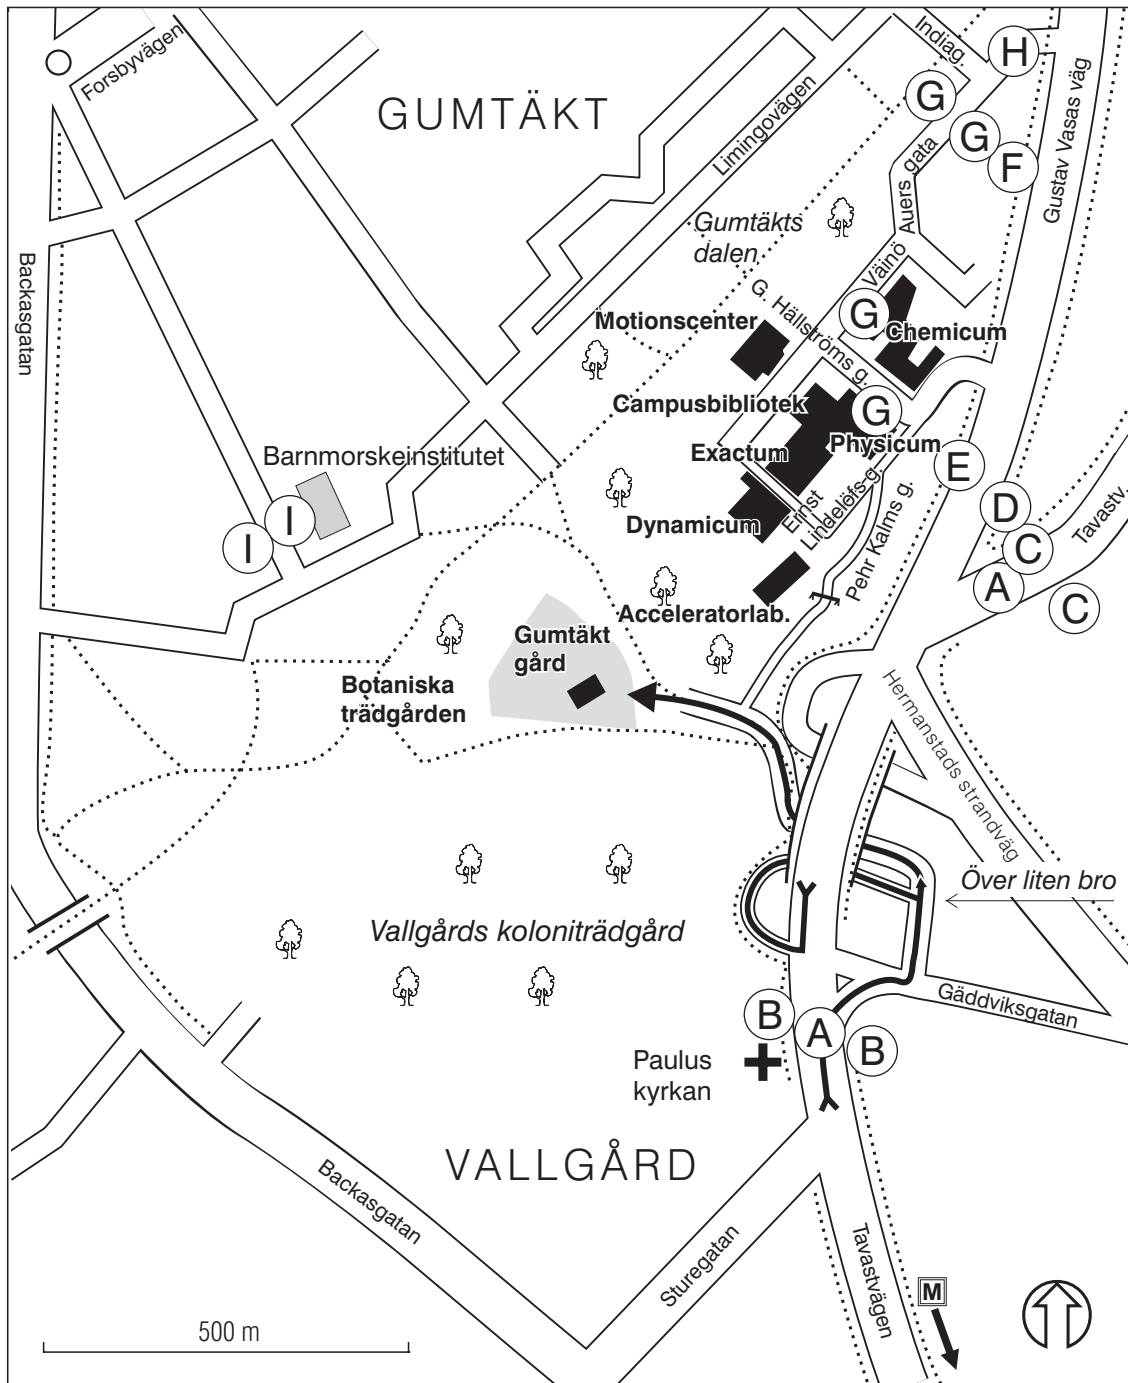 Forsbyvägen
GUMTÄKT
Indiag.
H
G
G
F
Gustav Vasas väg
Limingovägen
Auers gata
Väinö
Gumtäkts
dalen
Backasgatan
G. Hällströms g.
Motionscenter
G
Chemicum
Campusbibliotek
G
Physicum
Exactum
Barnmorskeinstitutet
E
D
I
I
Dynamicum
Ernst
Lindelöfs g.
Pehr Kalms g.
C
Tavastv.
A
C
Acceleratorlab.
Gumtäkt
gård
Botaniska
trädgården
Hermanstads strandväg
Över liten bro
Vallgårds koloniträdgård
Gäddviksgatan
B
A
B
Paulus
kyrkan
VALLGÅRD
Backasgatan
Sturegatan
Tavastvägen
M
500 m